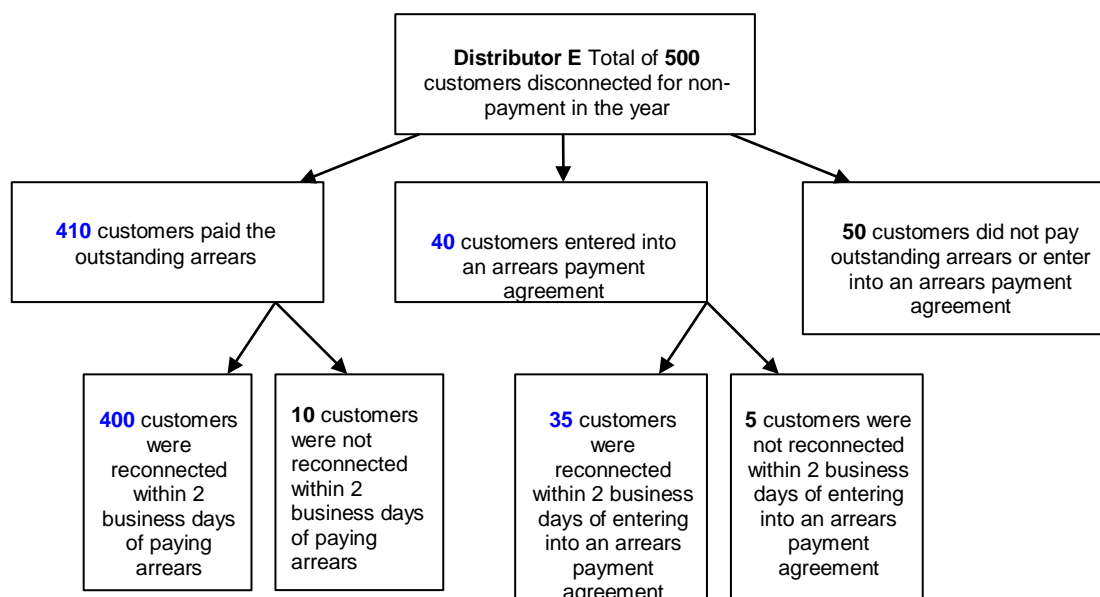 Distributor E Total of 500
customers disconnected for non-
payment in the year
410 customers paid the
outstanding arrears
40 customers entered into
an arrears payment
agreement
50 customers did not pay
outstanding arrears or enter
into an arrears payment
agreement
400 customers
were
reconnected
within 2
business days
of paying
arrears
10 customers
were not
reconnected
within 2
business days
of paying
arrears
35 customers
were
reconnected
within 2 business
days of entering
into an arrears
payment
agreement
5 customers were
not reconnected
within 2 business
days of entering
into an arrears
payment
agreement